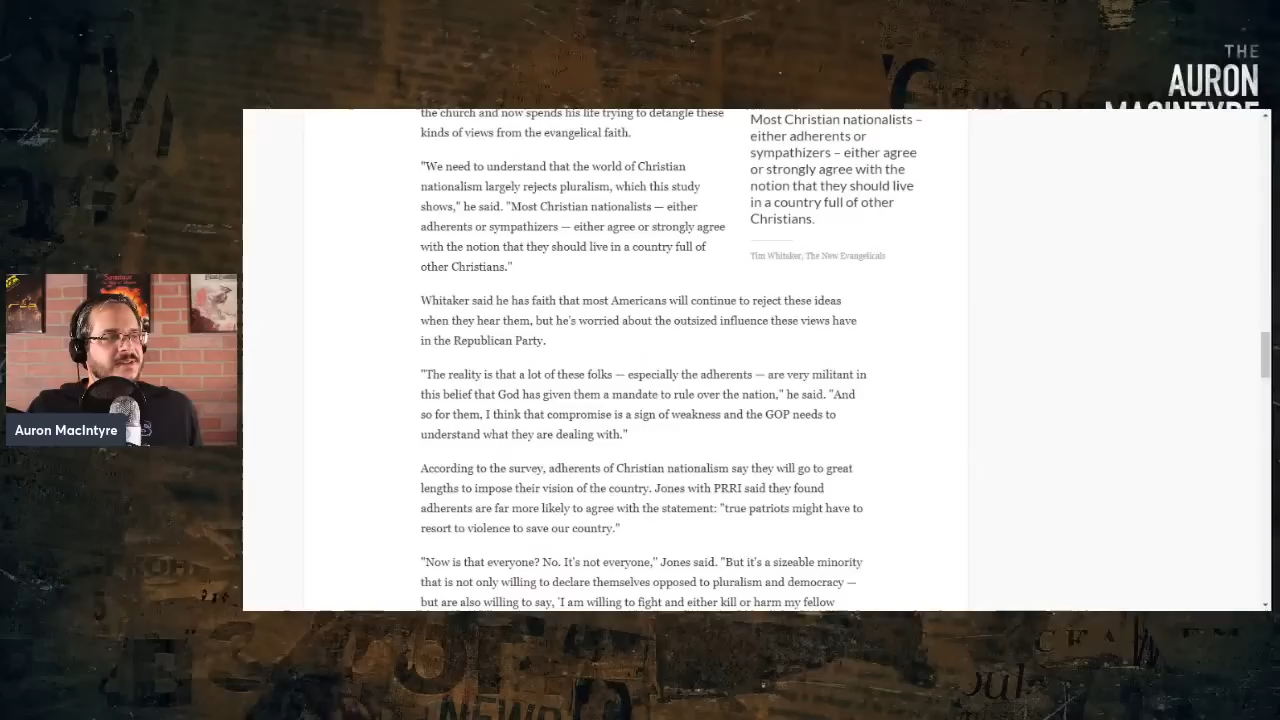 THE
AURON
MACINTYRE
the church and now spends his life trying to detangle these
kinds of views from the evangelical faith.
"We need to understand that the world of Christian
nationalism largely rejects pluralism, which this study
shows," he said. "Most Christian nationalists — either
adherents or sympathizers — either agree or strongly agree
with the notion that they should live in a country full of
other Christians."
Most Christian nationalists –
either adherents or
sympathizers – either agree
or strongly agree with the
notion that they should live
in a country full of other
Christians.
Tim Whitaker, The New Evangelicals
Whitaker said he has faith that most Americans will continue to reject these ideas
when they hear them, but he's worried about the outsized influence these views have
in the Republican Party.
"The reality is that a lot of these folks — especially the adherents — are very militant in
this belief that God has given them a mandate to rule over the nation," he said. "And
so for them, I think that compromise is a sign of weakness and the GOP needs to
understand what they are dealing with."
According to the survey, adherents of Christian nationalism say they will go to great
lengths to impose their vision of the country. Jones with PRRI said they found
adherents are far more likely to agree with the statement: "true patriots might have to
resort to violence to save our country."
"Now is that everyone? No. It's not everyone," Jones said. "But it's a sizeable minority
that is not only willing to declare themselves opposed to pluralism and democracy —
but are also willing to say, 'I am willing to fight and either kill or harm my fellow
Auron MacIntyre